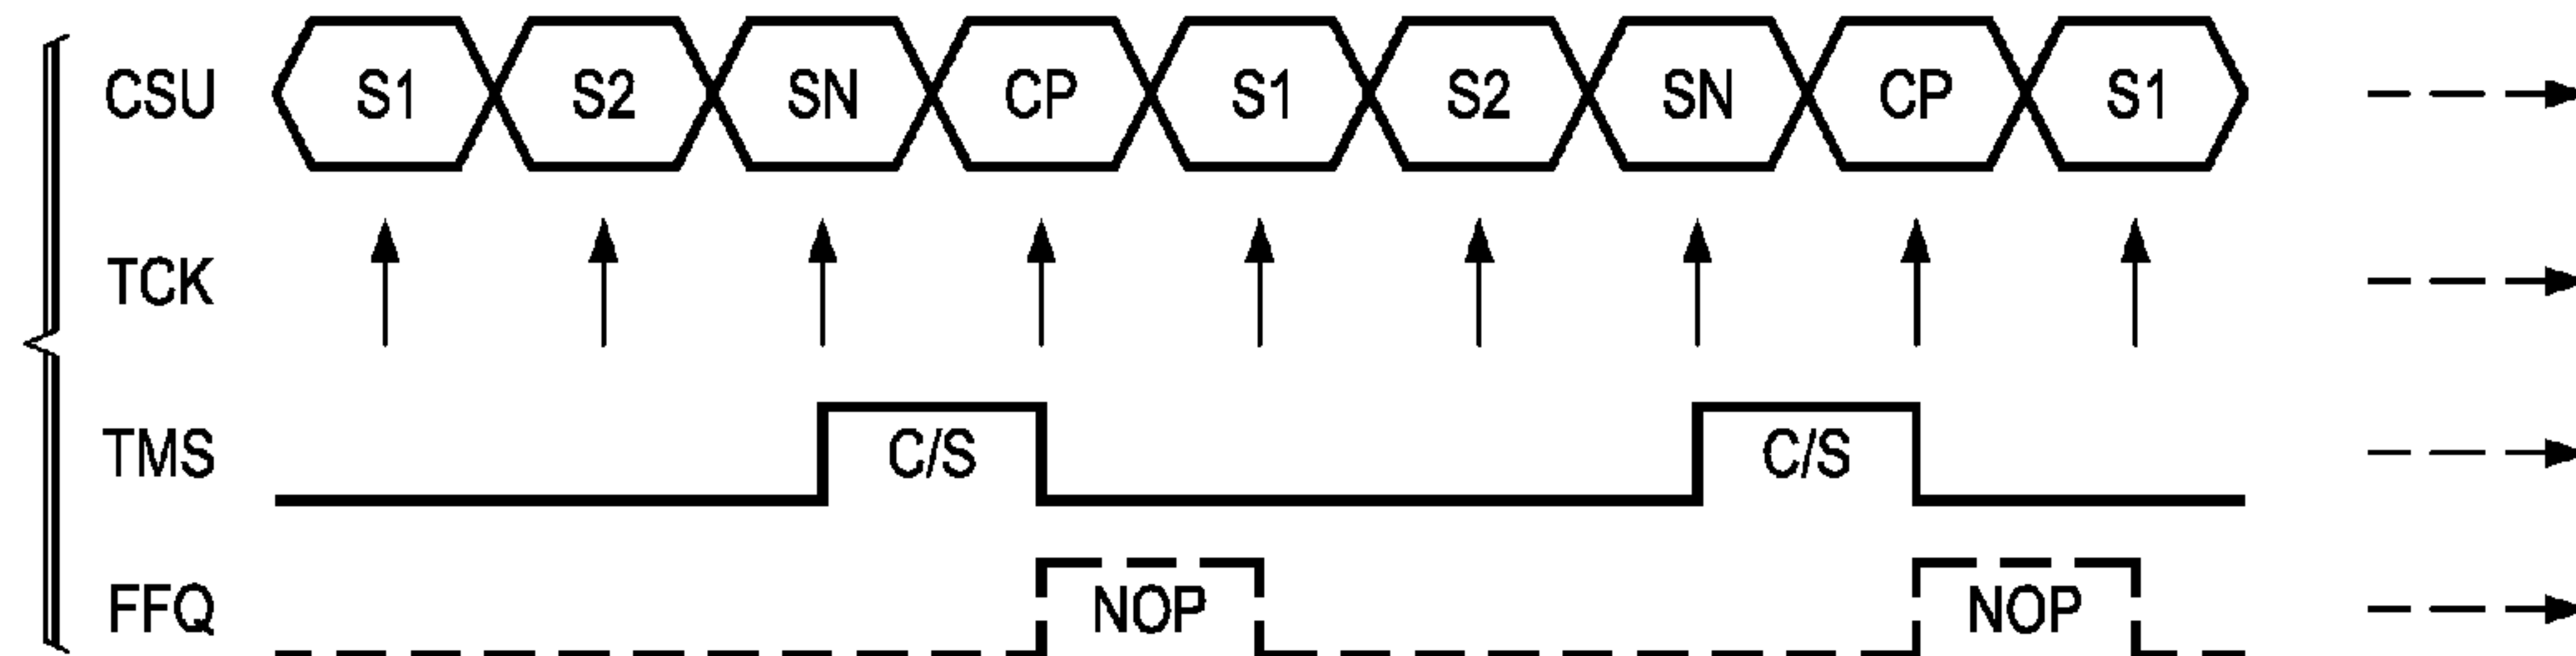 CSU S1 S2 SN CP S1 S2 SN CP S1
TCK
TMS C/S C/S
FFQ NOP NOP